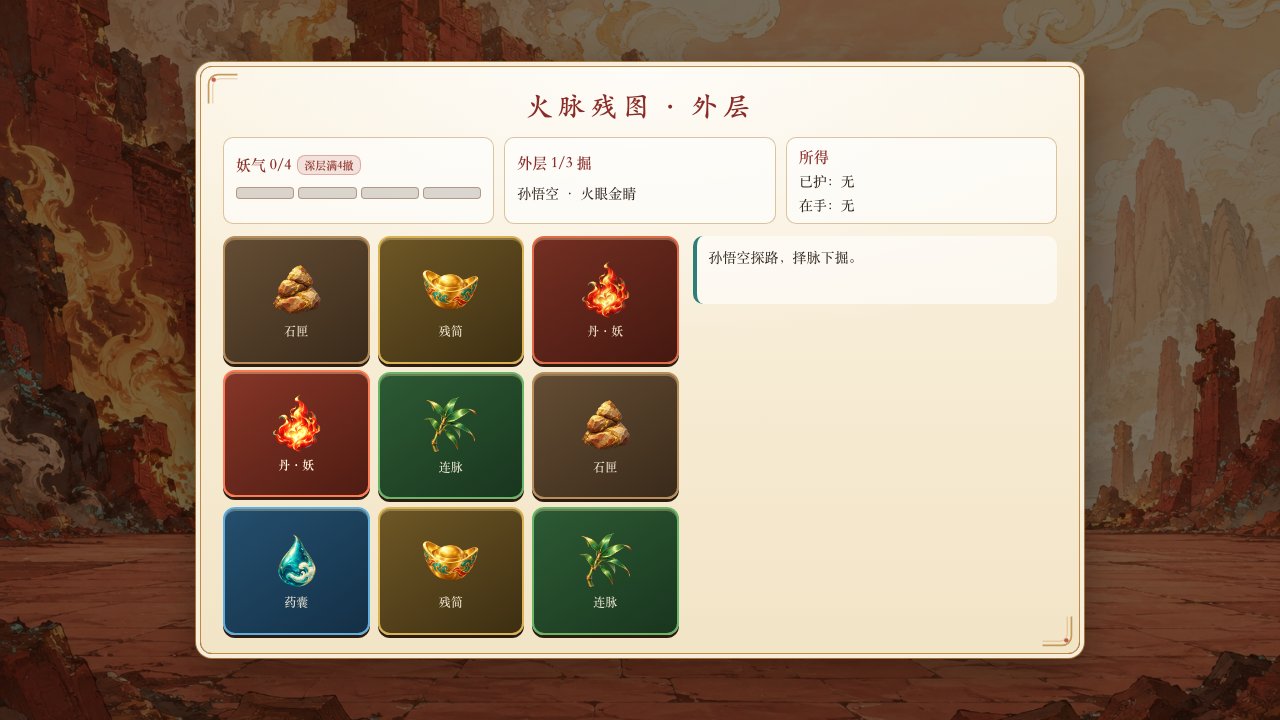 火脉残图 · 外层
妖气 0/4 深层满4撤
外层 1/3 掘
孙悟空 · 火眼金睛
所得
已护：无
在手：无
石匣
残简
丹·妖
孙悟空探路，择脉下掘。
丹·妖
连脉
石匣
药囊
残简
连脉